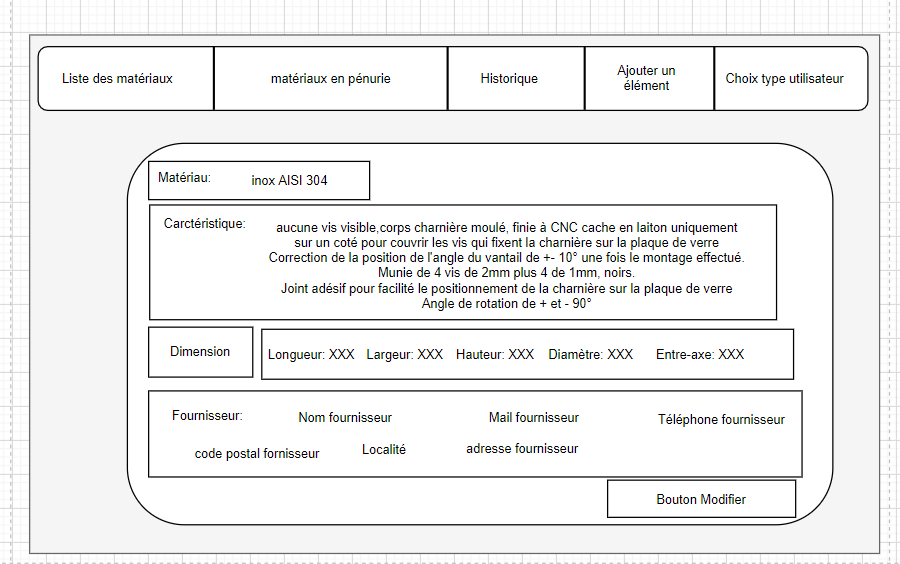 Liste des matériaux
matériaux en pénurie
Historique
Ajouter un
élément
Choix type utilisateur
Matériau: inox AISI 304
Carctéristique:
aucune vis visible,corps charnière moulé, finie à CNC cache en laiton uniquement
sur un coté pour couvrir les vis qui fixent la charnière sur la plaque de verre
Correction de la position de l'angle du vantail de +- 10° une fois le montage effectué.
Munie de 4 vis de 2mm plus 4 de 1mm, noirs.
Joint adésif pour facilité le positionnement de la charnière sur la plaque de verre
Angle de rotation de + et - 90°
Dimension
Longueur: XXX Largeur: XXX Hauteur: XXX Diamètre: XXX Entre-axe: XXX
Fournisseur: Nom fournisseur Mail fournisseur Téléphone fournisseur
code postal fornisseur Localité adresse fournisseur
Bouton Modifier